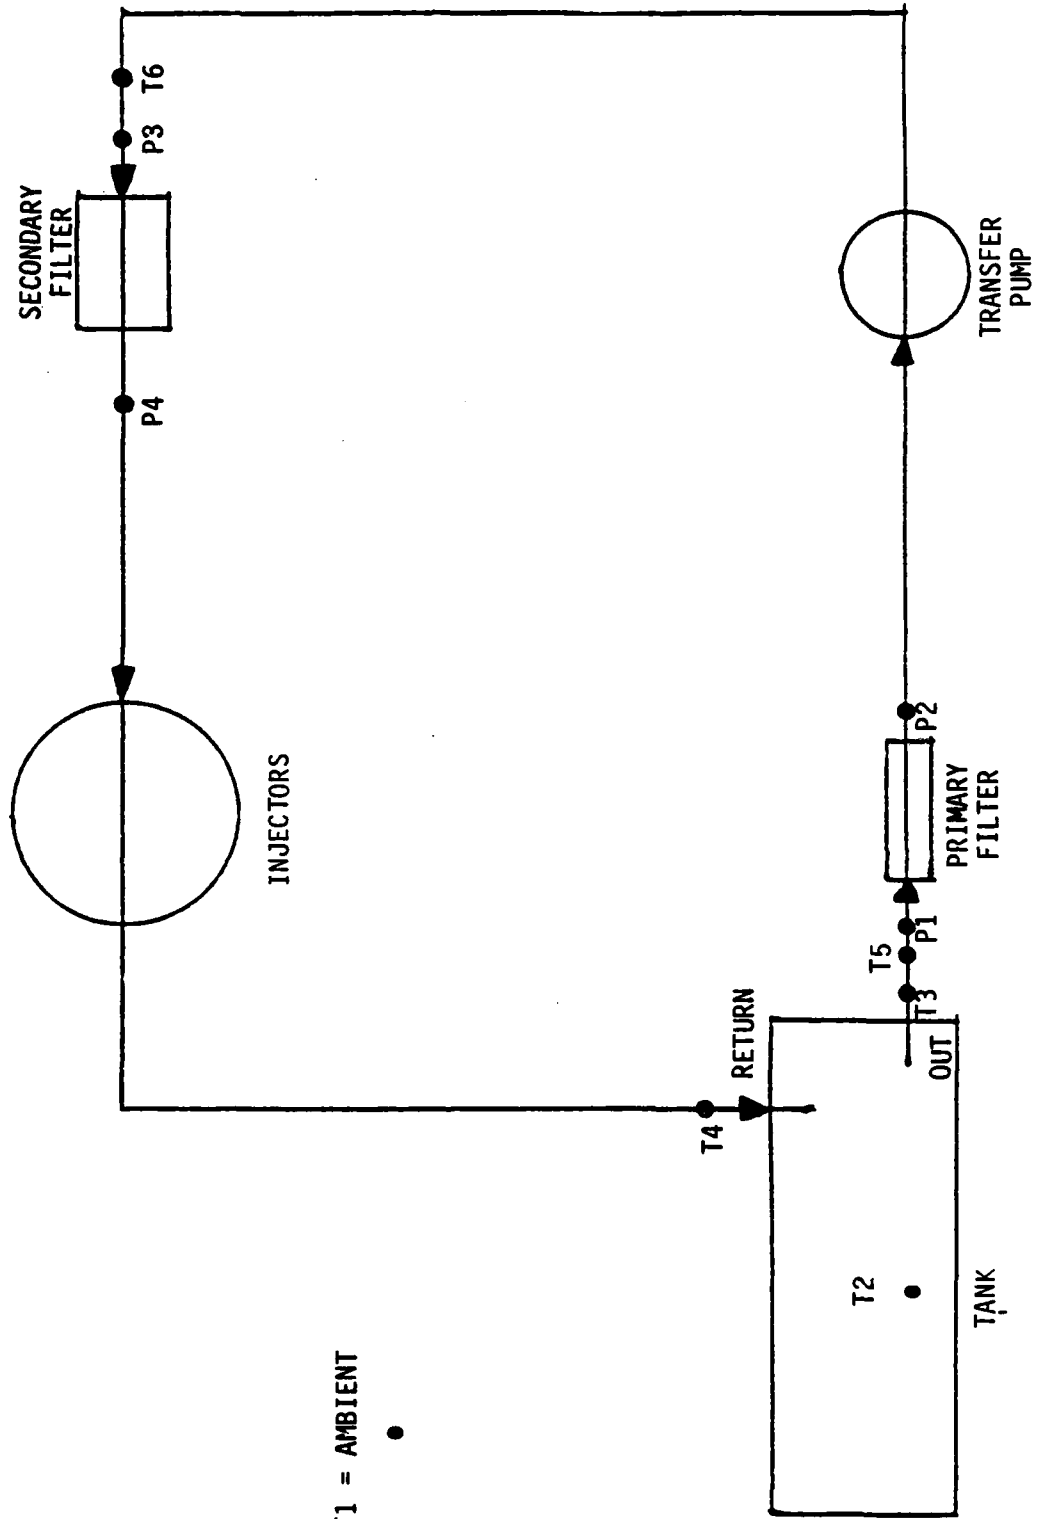 SECONDARY
FILTER
P4
P3
T6
INJECTORS
T1 = AMBIENT
T4
RETURN
T2
T5
T3
P1
P2
OUT
PRIMARY
FILTER
TANK
TRANSFER
PUMP